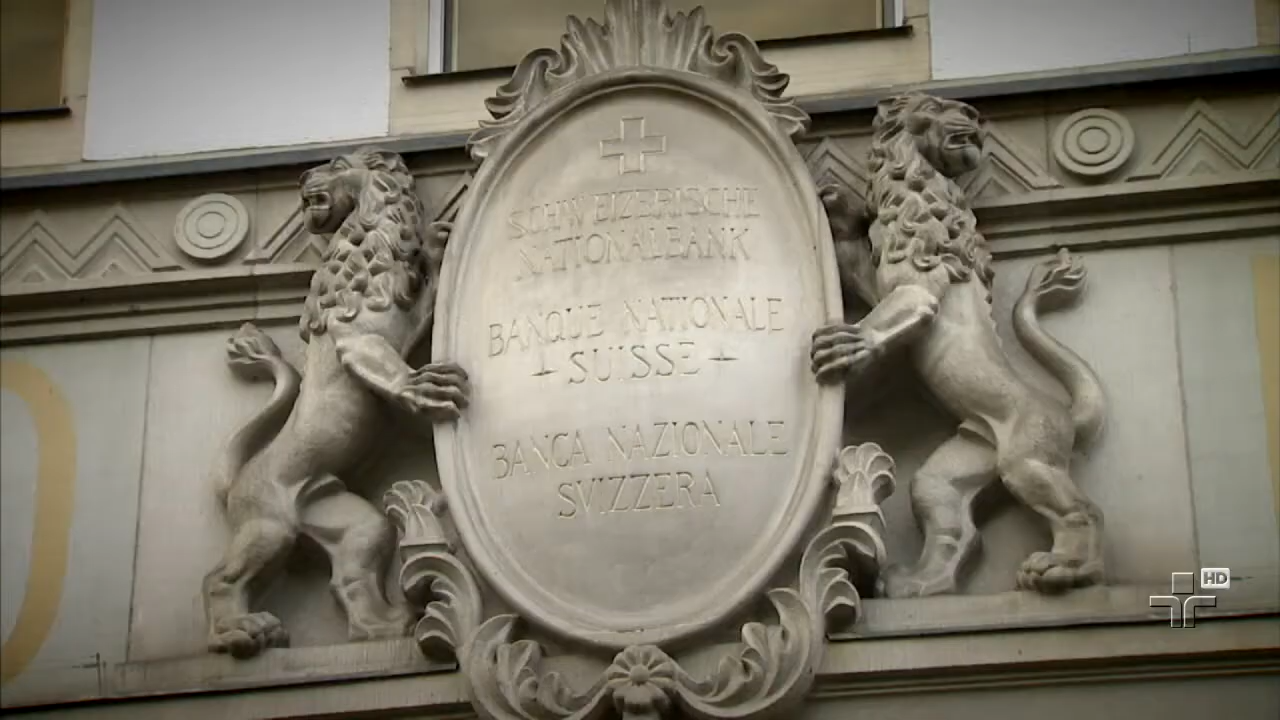 SCHWEIZERISCHE
NATIONALBANK
BANQUE NATIONALE
SUISSE
BANCA NAZIONALE
SVIZZERA
HD